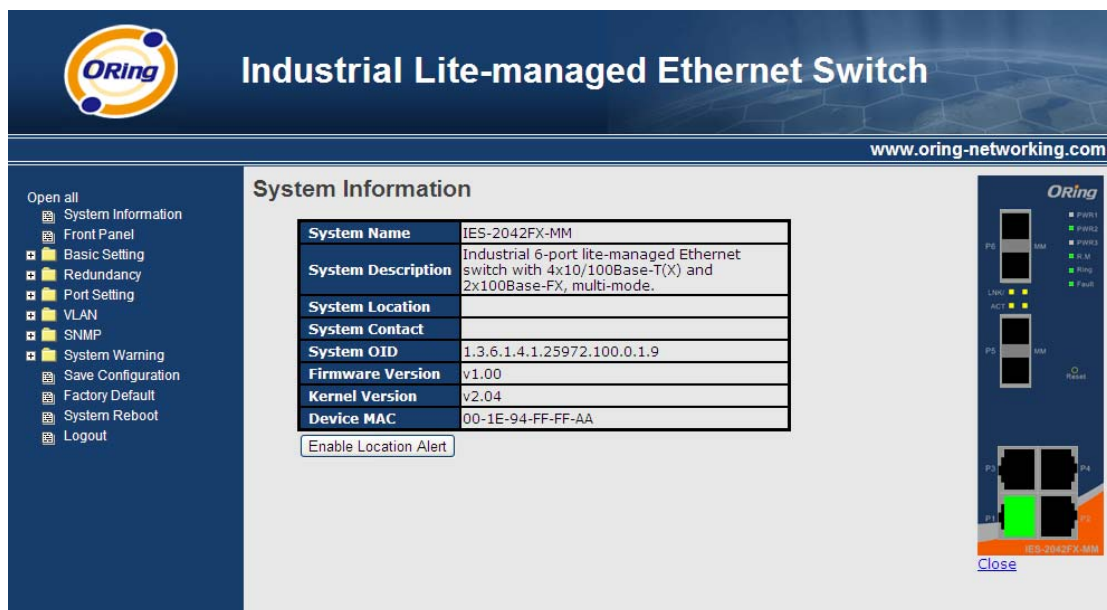 ORing
Industrial Lite-managed Ethernet Switch
www.oring-networking.com
Open all
System Information
Front Panel
Basic Setting
Redundancy
Port Setting
VLAN
SNMP
System Warning
Save Configuration
Factory Default
System Reboot
Logout
System Information
System Name IES-2042FX-MM
System Description Industrial 6-port lite-managed Ethernet
switch with 4x10/100Base-T(X) and
2x100Base-FX, multi-mode.
System Location
System Contact
System OID 1.3.6.1.4.1.25972.100.0.1.9
Firmware Version v1.00
Kernel Version v2.04
Device MAC 00-1E-94-FF-FF-AA
Enable Location Alert
ORing
PWR1
PWR2
PWR3
R.M
Ring
Fault
P6 MM
LNK/
ACT
P5 MM
Reset
P3 P4
P1 P2
IES-2042FX-MM
Close